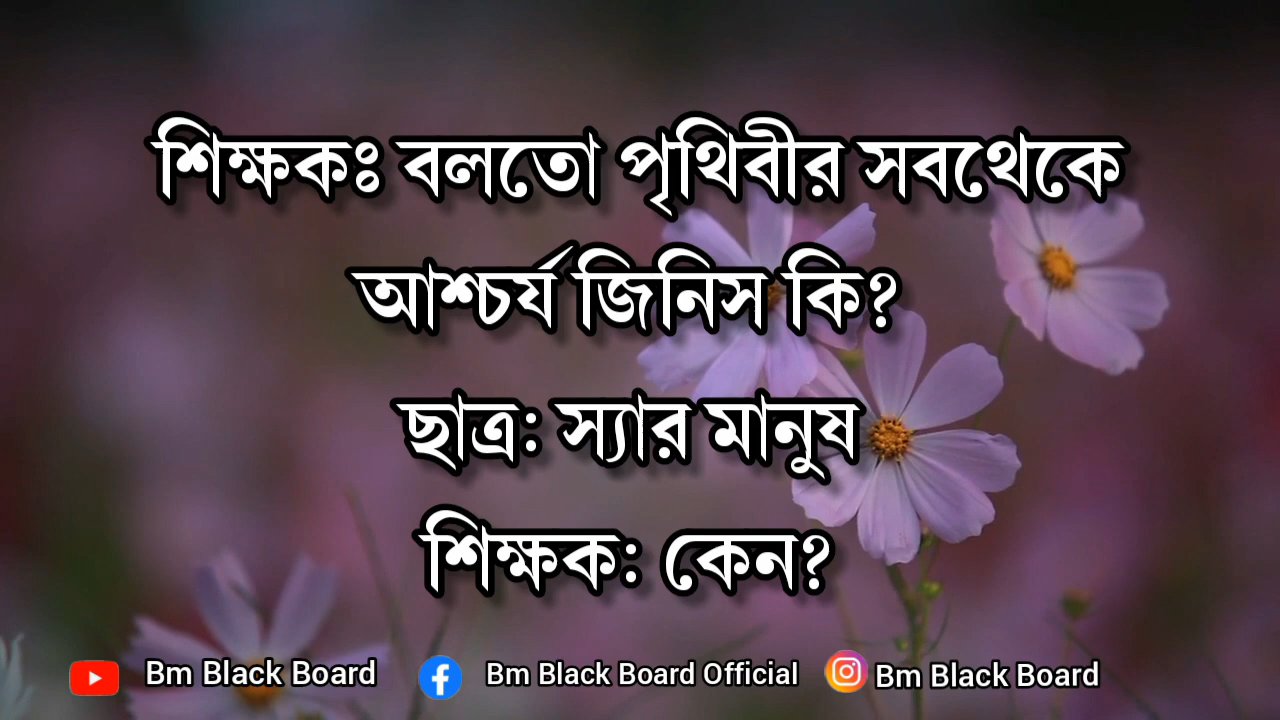 শিক্ষকঃ বলতো পৃথিবীর সবথেকে
আশ্চর্য জিনিস কি?
ছাত্র: স্যার মানুষ
শিক্ষক: কেন?
Bm Black Board Bm Black Board Official Bm Black Board